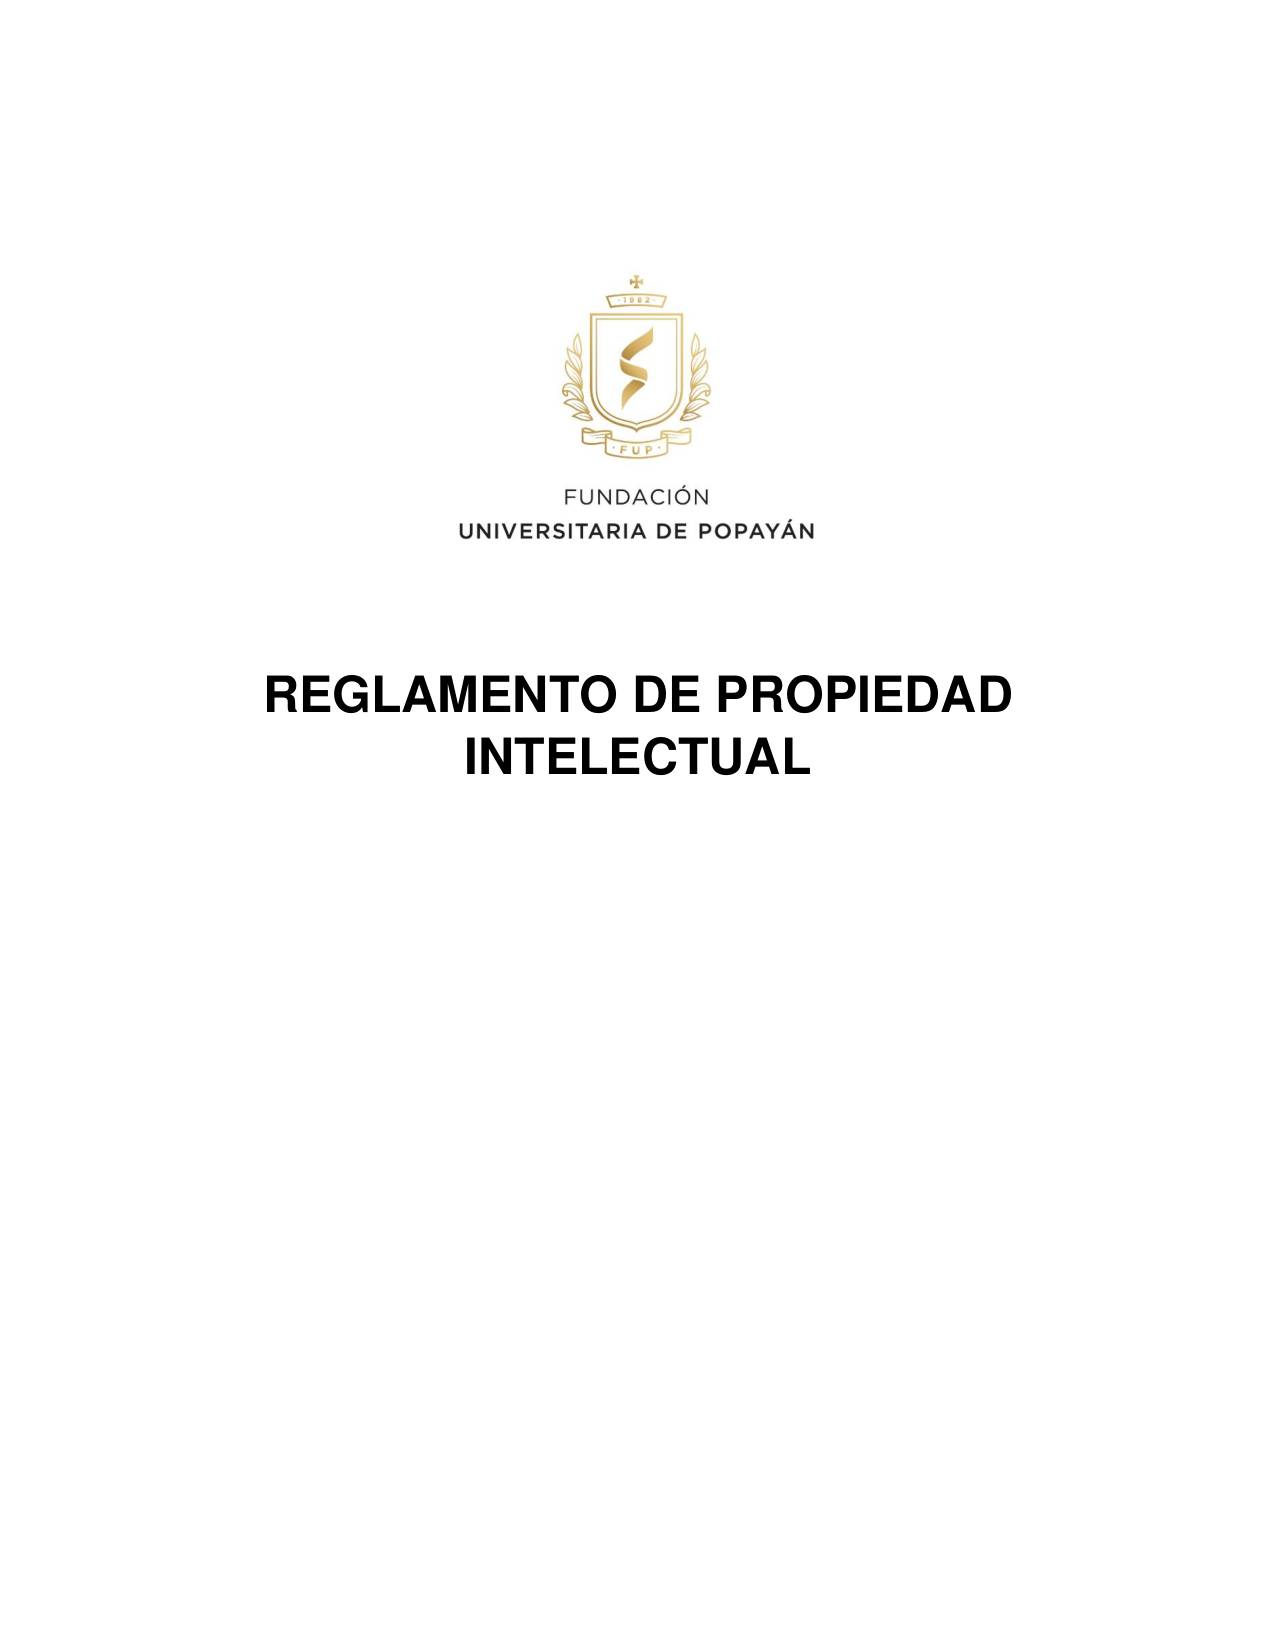 ·1982·
·FUP·
FUNDACIÓN
UNIVERSITARIA DE POPAYÁN
REGLAMENTO DE PROPIEDAD
INTELECTUAL